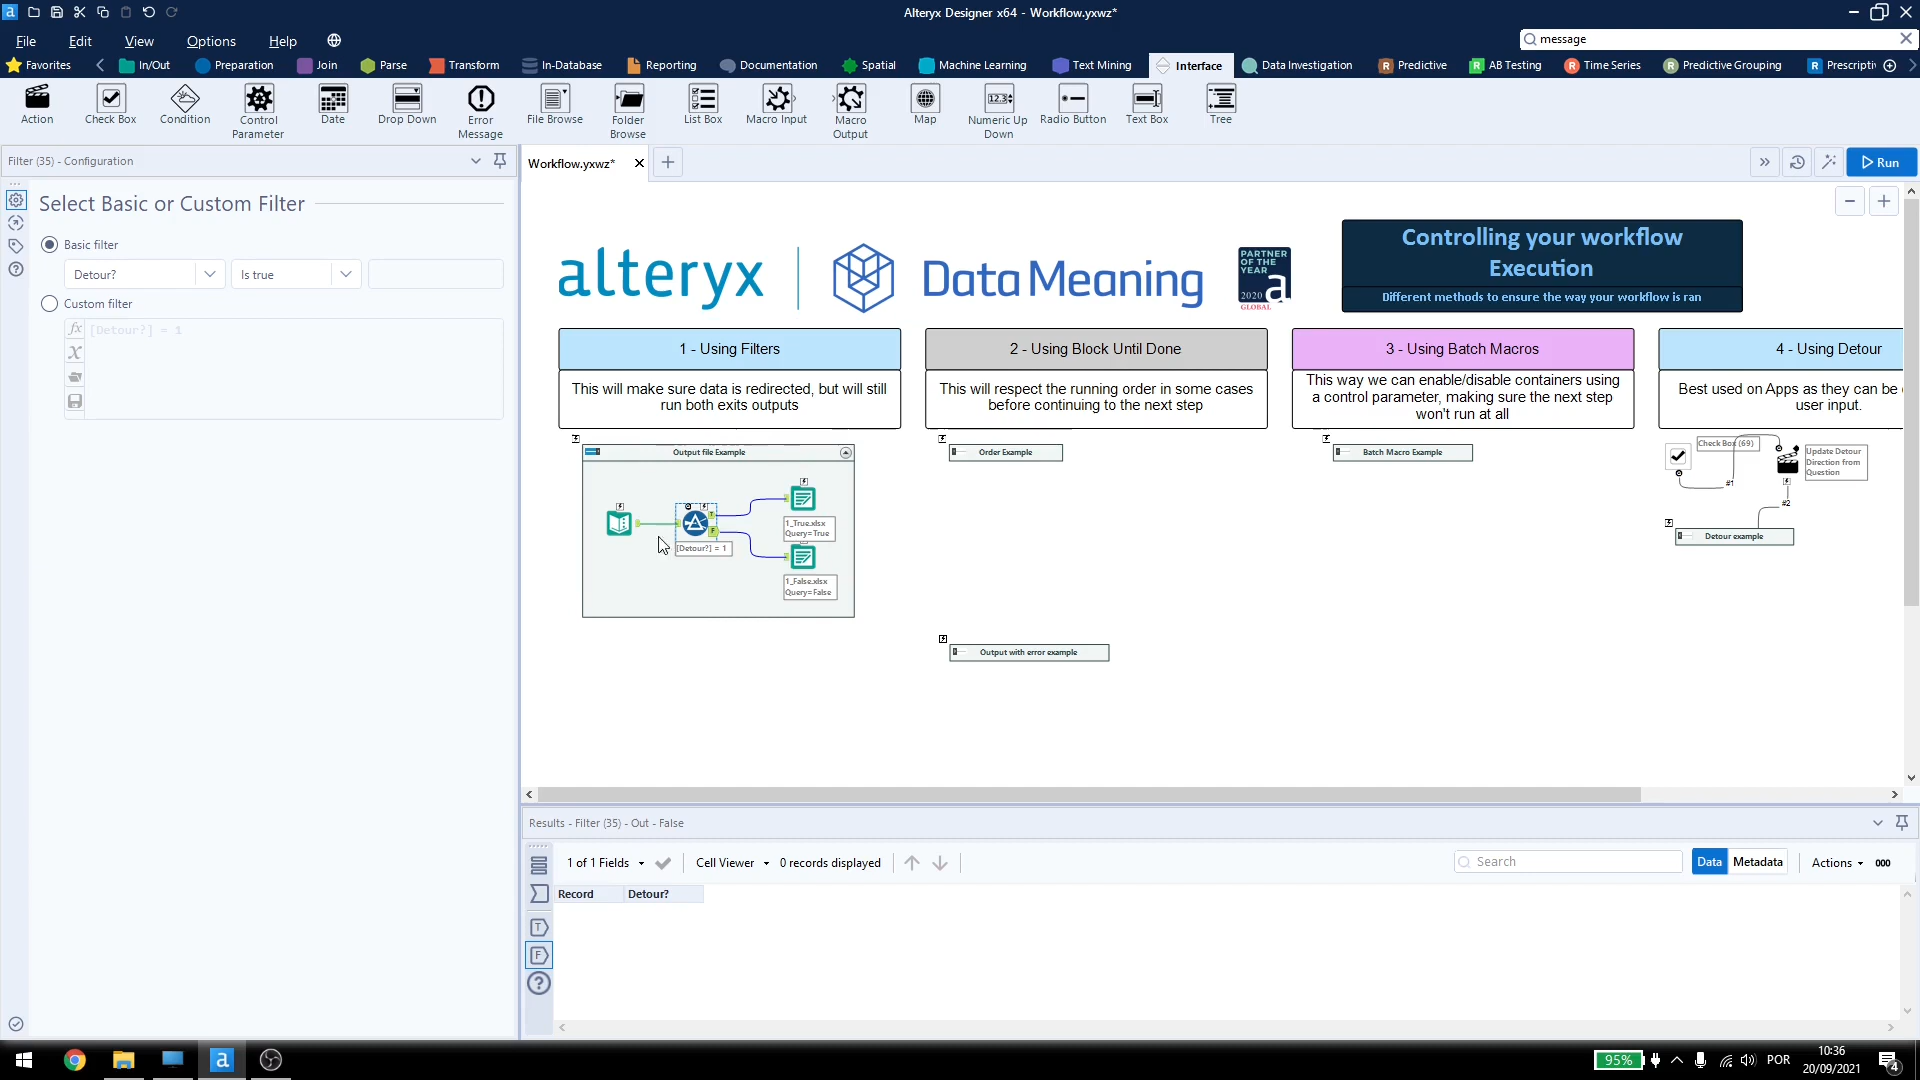 Alteryx Designer x64 - Workflow.yxwz*
File Edit View Options Help
message
Favorites In/Out Preparation Join Parse Transform In-Database Reporting Documentation Spatial Machine Learning Text Mining Interface Data Investigation Predictive AB Testing Time Series Predictive Grouping Prescripti
Action
Check Box
Condition
Control
Parameter
Date
Drop Down
Error
Message
File Browse
Folder
Browse
List Box
Macro Input
Macro
Output
Map
Numeric Up
Down
Radio Button
Text Box
Tree
Filter (35) - Configuration
Workflow.yxwz*
Run
Select Basic or Custom Filter
Basic filter
Detour?
Is true
Custom filter
[Detour?] = 1
alteryx
Data Meaning
PARTNER
OF THE
YEAR
2020
a
GLOBAL
Controlling your workflow
Execution
Different methods to ensure the way your workflow is ran
1 - Using Filters
This will make sure data is redirected, but will still
run both exits outputs
2 - Using Block Until Done
This will respect the running order in some cases
before continuing to the next step
3 - Using Batch Macros
This way we can enable/disable containers using
a control parameter, making sure the next step
won't run at all
4 - Using Detour
Best used on Apps as they can be
user input.
Output file Example
[Detour?] = 1
1_True.xlsx
Query=True
1_False.xlsx
Query=False
Order Example
Output with error example
Batch Macro Example
Check Box (69)
#1
Update Detour
Direction from
Question
#2
Detour example
Results - Filter (35) - Out - False
1 of 1 Fields
Cell Viewer
0 records displayed
Search
Data
Metadata
Actions
000
Record
Detour?
T
F
95%
POR
10:36
20/09/2021
4